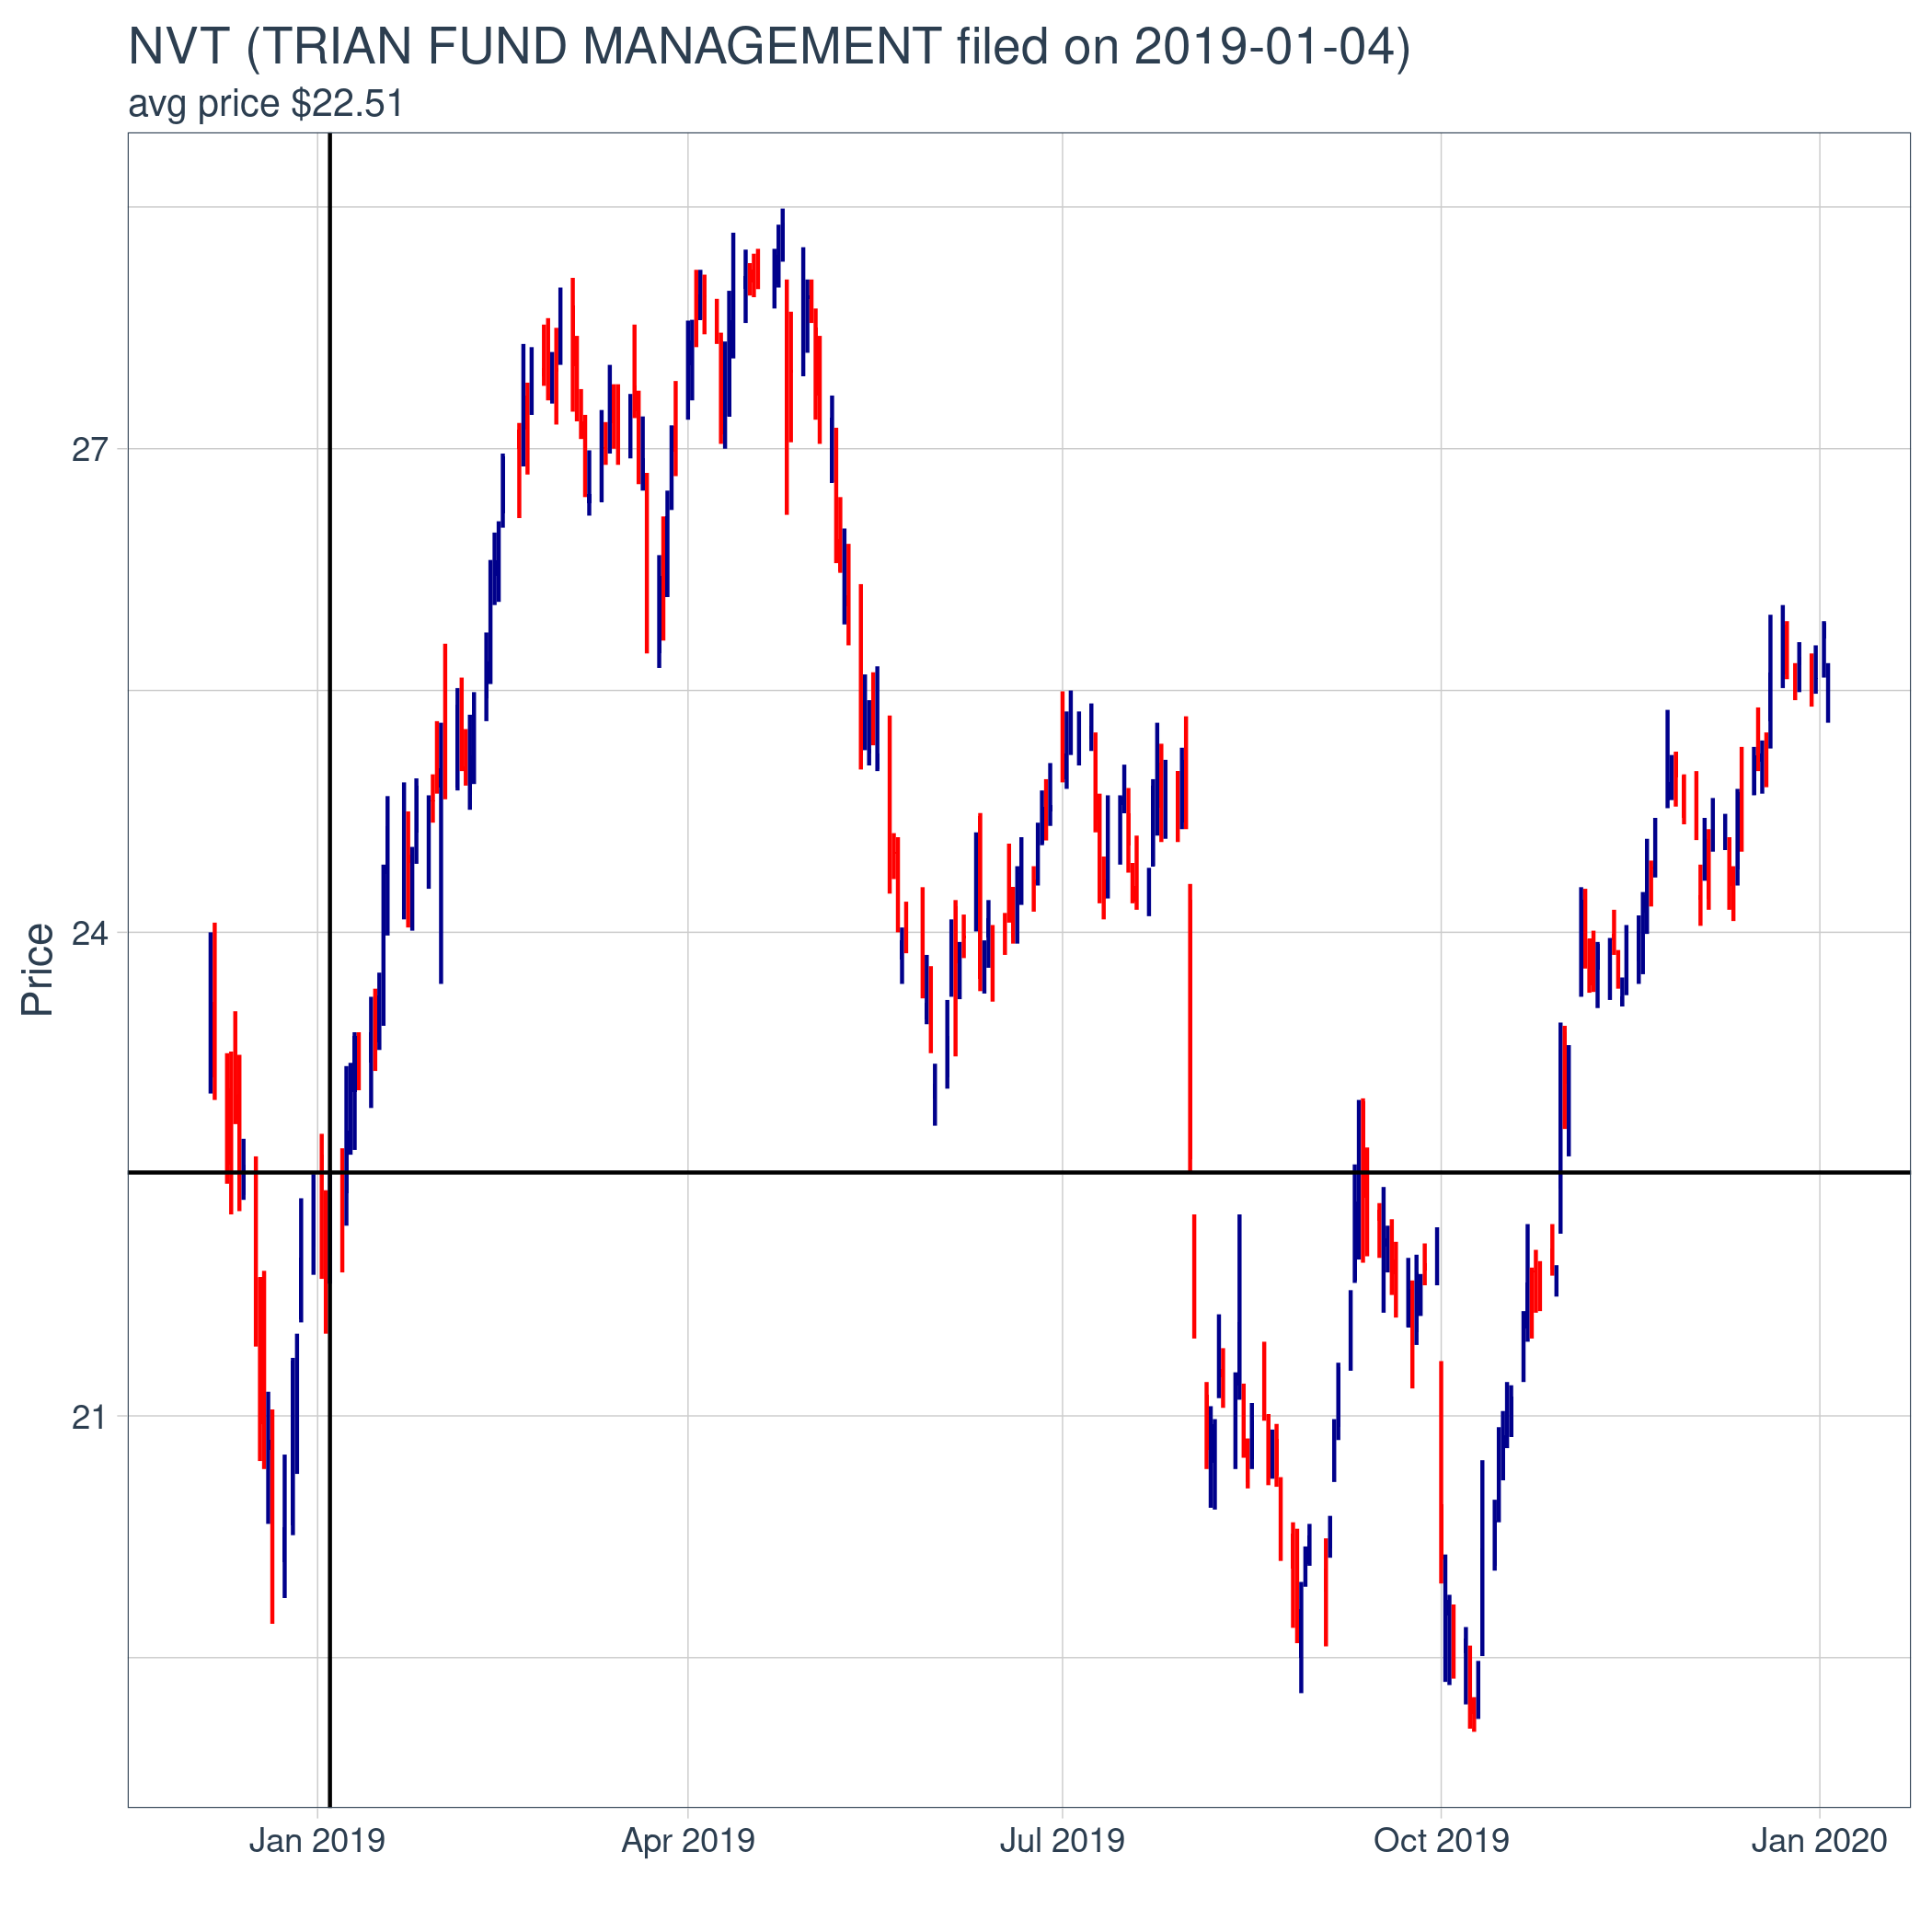 NVT (TRIAN FUND MANAGEMENT filed on 2019-01-04)
avg price $22.51
Price
27
24
21
Jan 2019
Apr 2019
Jul 2019
Oct 2019
Jan 2020